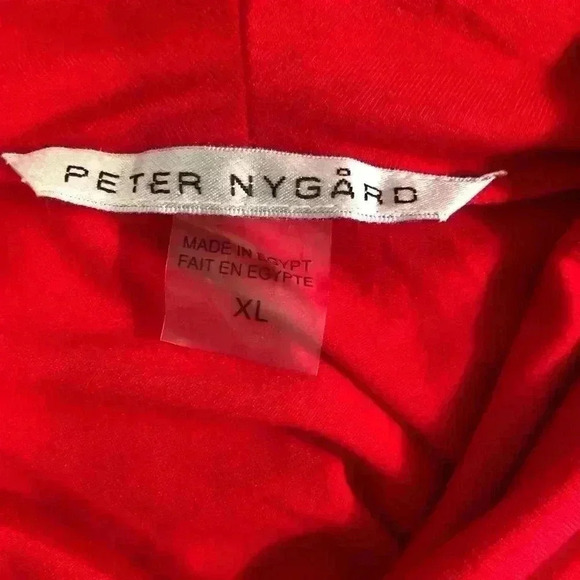 PETER NYGÅRD
MADE IN EGYPT
FAIT EN EGYPTE
XL